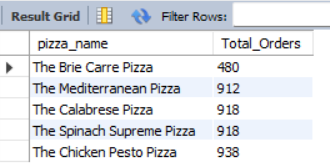 Result Grid Filter Rows:
pizza_name Total_Orders
The Brie Carre Pizza 480
The Mediterranean Pizza 912
The Calabrese Pizza 918
The Spinach Supreme Pizza 918
The Chicken Pesto Pizza 938